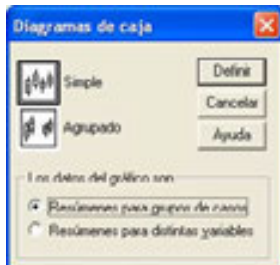 Diagramas de caja
Simple
Definir
Cancelar
Agrupado
Ayuda
Los datos del gráfico son
Resúmenes para grupos de casos
Resúmenes para distintas variables